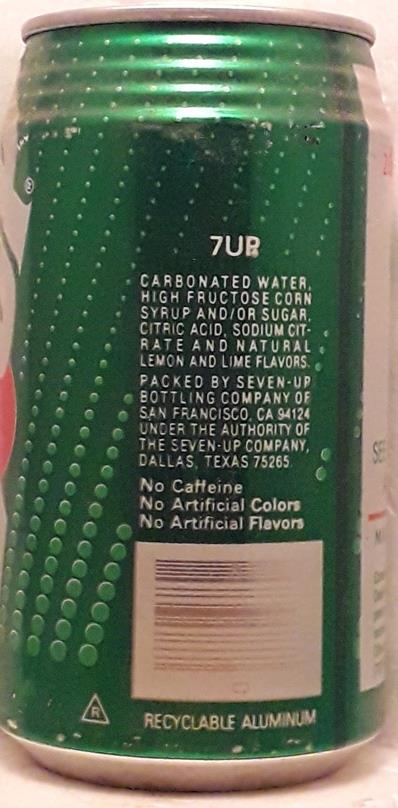 ®
7UP
CARBONATED WATER,
HIGH FRUCTOSE CORN
SYRUP AND/OR SUGAR,
CITRIC ACID, SODIUM CIT-
RATE AND NATURAL
LEMON AND LIME FLAVORS.
PACKED BY SEVEN-UP
BOTTLING COMPANY OF
SAN FRANCISCO, CA 94124
UNDER THE AUTHORITY OF
THE SEVEN-UP COMPANY,
DALLAS, TEXAS 75265.
No Caffeine
No Artificial Colors
No Artificial Flavors
R
RECYCLABLE ALUMINUM